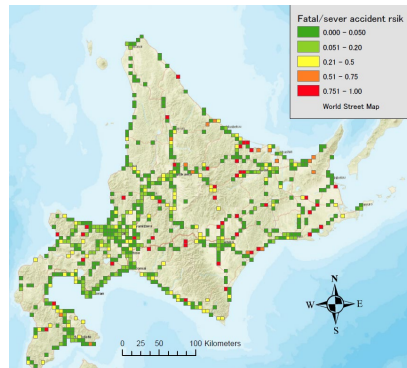 Fatal/sever accident rsik
0.000 - 0.050
0.051 - 0.20
0.21 - 0.5
0.51 - 0.75
0.751 - 1.00
World Street Map
N
W E
S
0 25 50 100 Kilometers